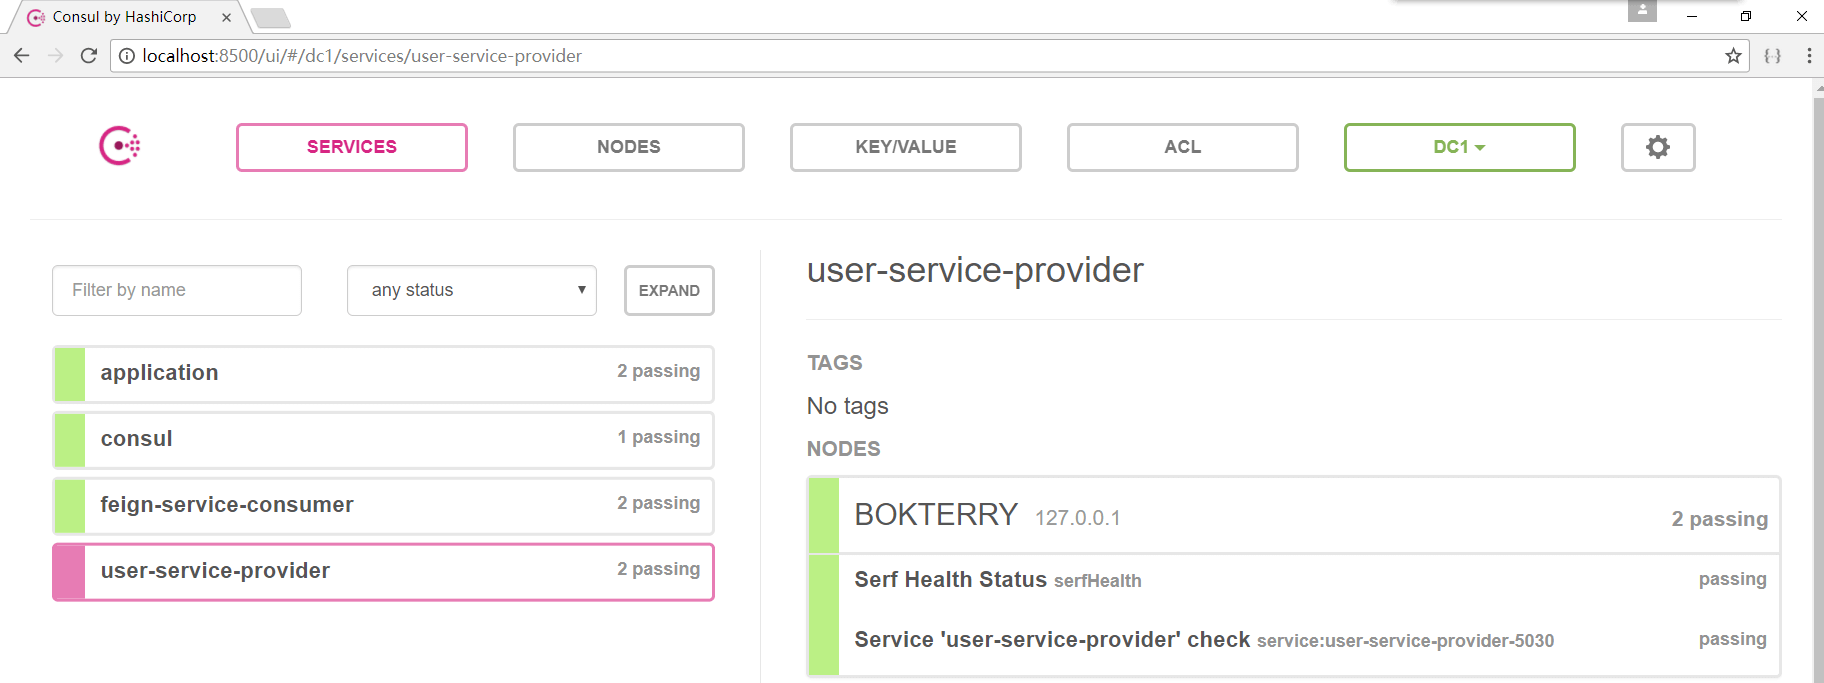 Consul by HashiCorp
localhost:8500/ui/#/dc1/services/user-service-provider
SERVICES
NODES
KEY/VALUE
ACL
DC1
Filter by name
any status
EXPAND
application
2 passing
consul
1 passing
feign-service-consumer
2 passing
user-service-provider
2 passing
user-service-provider
TAGS
No tags
NODES
BOKTERRY 127.0.0.1
2 passing
Serf Health Status serfHealth
passing
Service 'user-service-provider' check service:user-service-provider-5030
passing